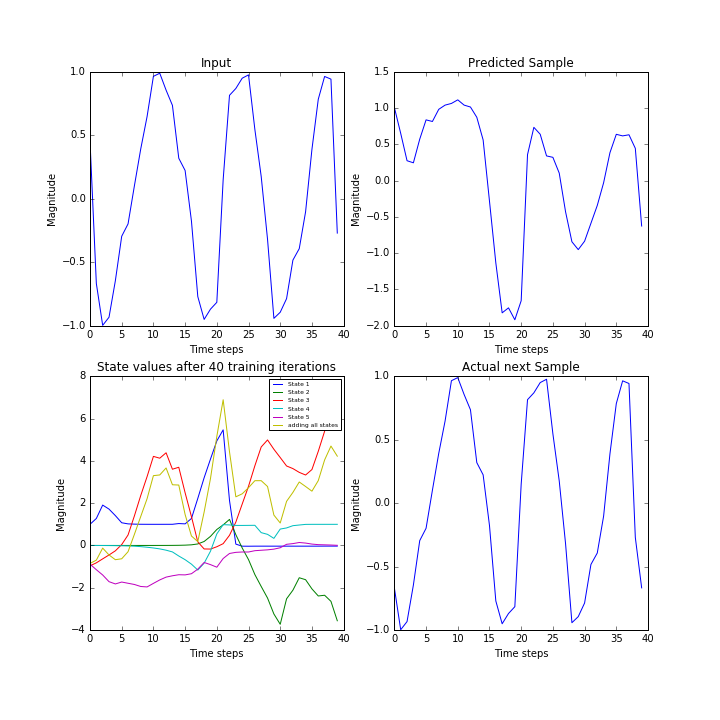 Input
Magnitude
1.0
0.5
0.0
−0.5
−1.0
0 5 10 15 20 25 30 35 40
Time steps
Predicted Sample
Magnitude
1.5
1.0
0.5
0.0
−0.5
−1.0
−1.5
−2.0
0 5 10 15 20 25 30 35 40
Time steps
State values after 40 training iterations
Magnitude
8
6
4
2
0
−2
−4
0 5 10 15 20 25 30 35 40
Time steps
State 1
State 2
State 3
State 4
State 5
adding all states
Actual next Sample
Magnitude
1.0
0.5
0.0
−0.5
−1.0
0 5 10 15 20 25 30 35 40
Time steps